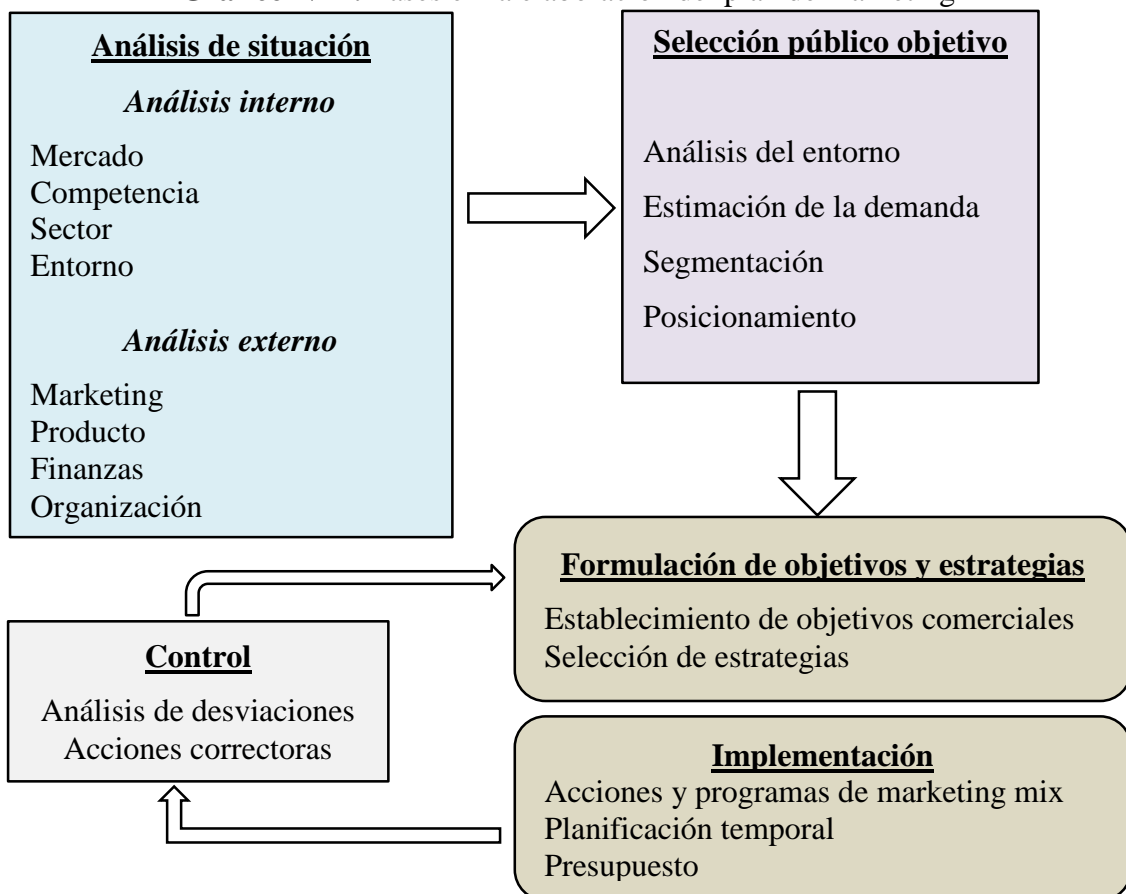 Análisis de situación
Análisis interno
Mercado
Competencia
Sector
Entorno
Análisis externo
Marketing
Producto
Finanzas
Organización
Selección público objetivo
Análisis del entorno
Estimación de la demanda
Segmentación
Posicionamiento
Formulación de objetivos y estrategias
Establecimiento de objetivos comerciales
Selección de estrategias
Implementación
Acciones y programas de marketing mix
Planificación temporal
Presupuesto
Control
Análisis de desviaciones
Acciones correctoras